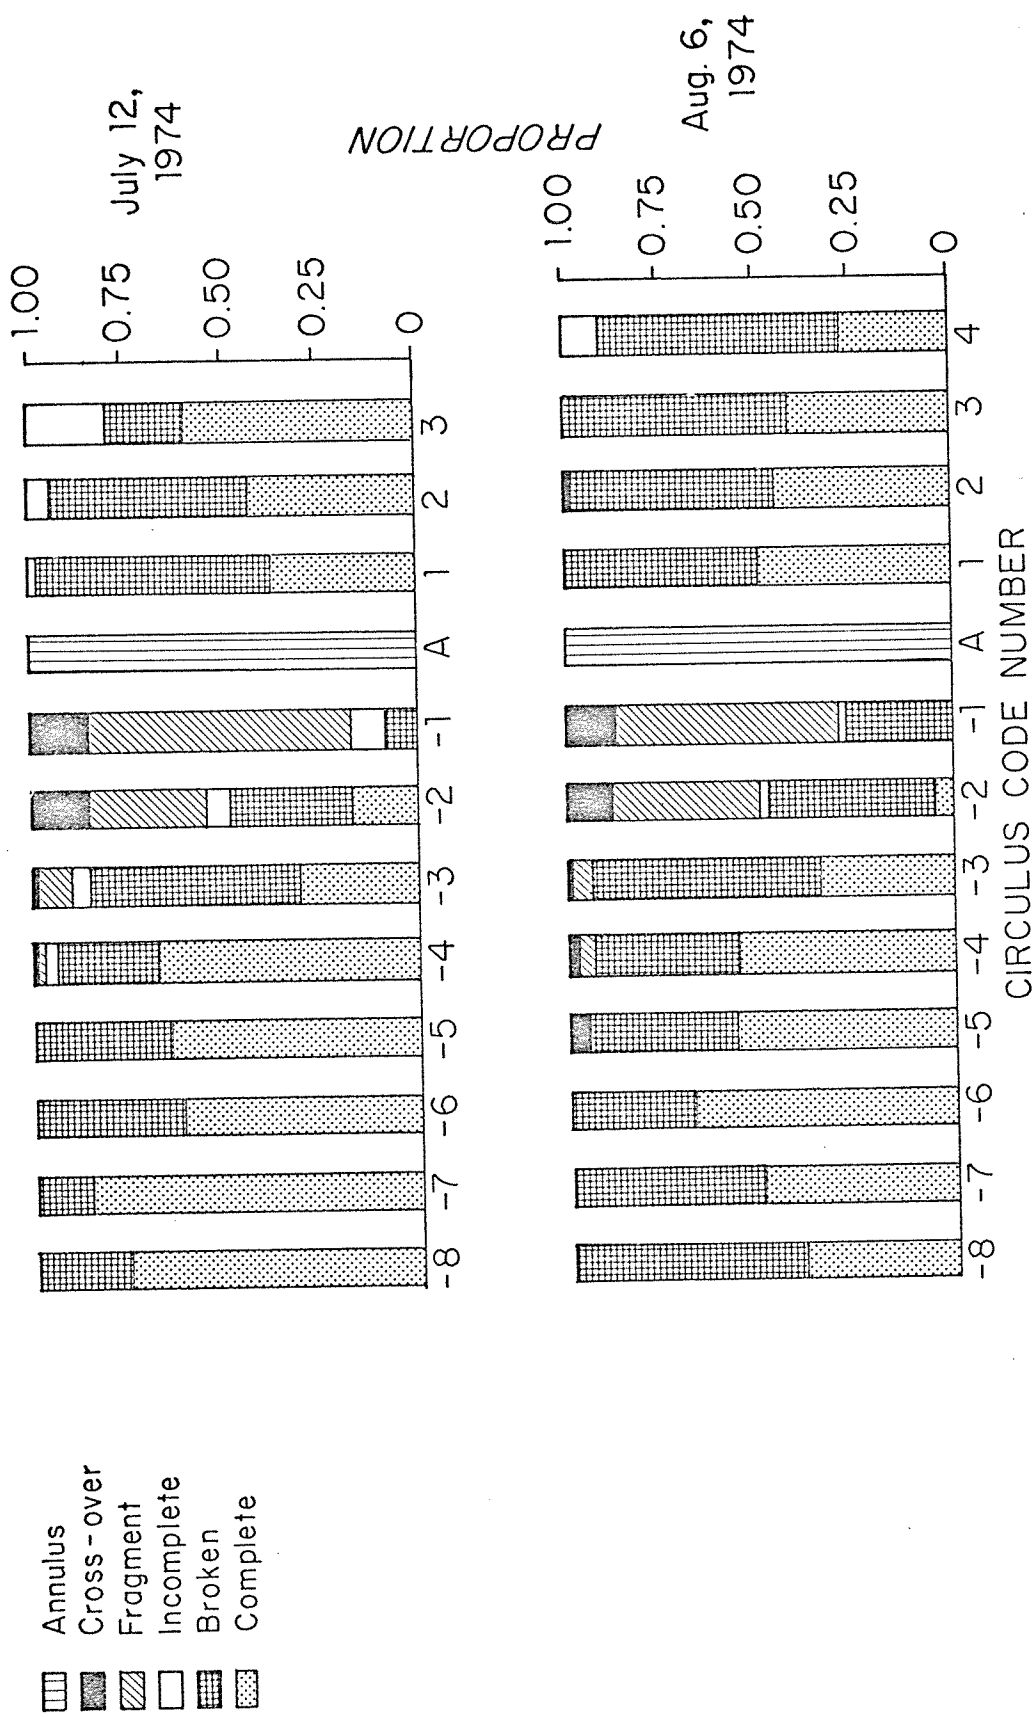 Annulus
Cross-over
Fragment
Incomplete
Broken
Complete
July 12,
1974
1.00
0.75
0.50
0.25
0
-8 -7 -6 -5 -4 -3 -2 -1 A 1 2 3
PROPORTION
Aug. 6,
1974
1.00
0.75
0.50
0.25
0
-8 -7 -6 -5 -4 -3 -2 -1 A 1 2 3 4
CIRCULUS CODE NUMBER